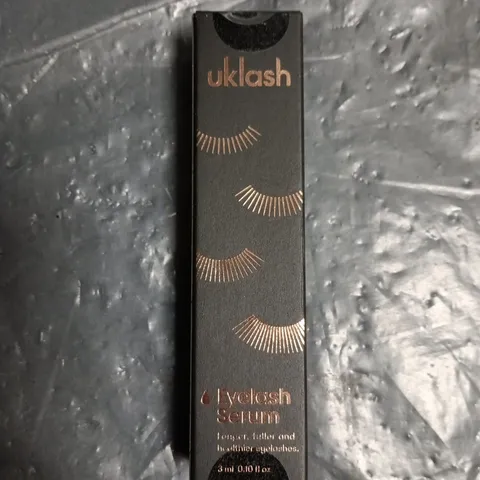 uklash
Eyelash
Serum
Longer, fuller and
healthier eyelashes.
3 ml 0.10 fl oz